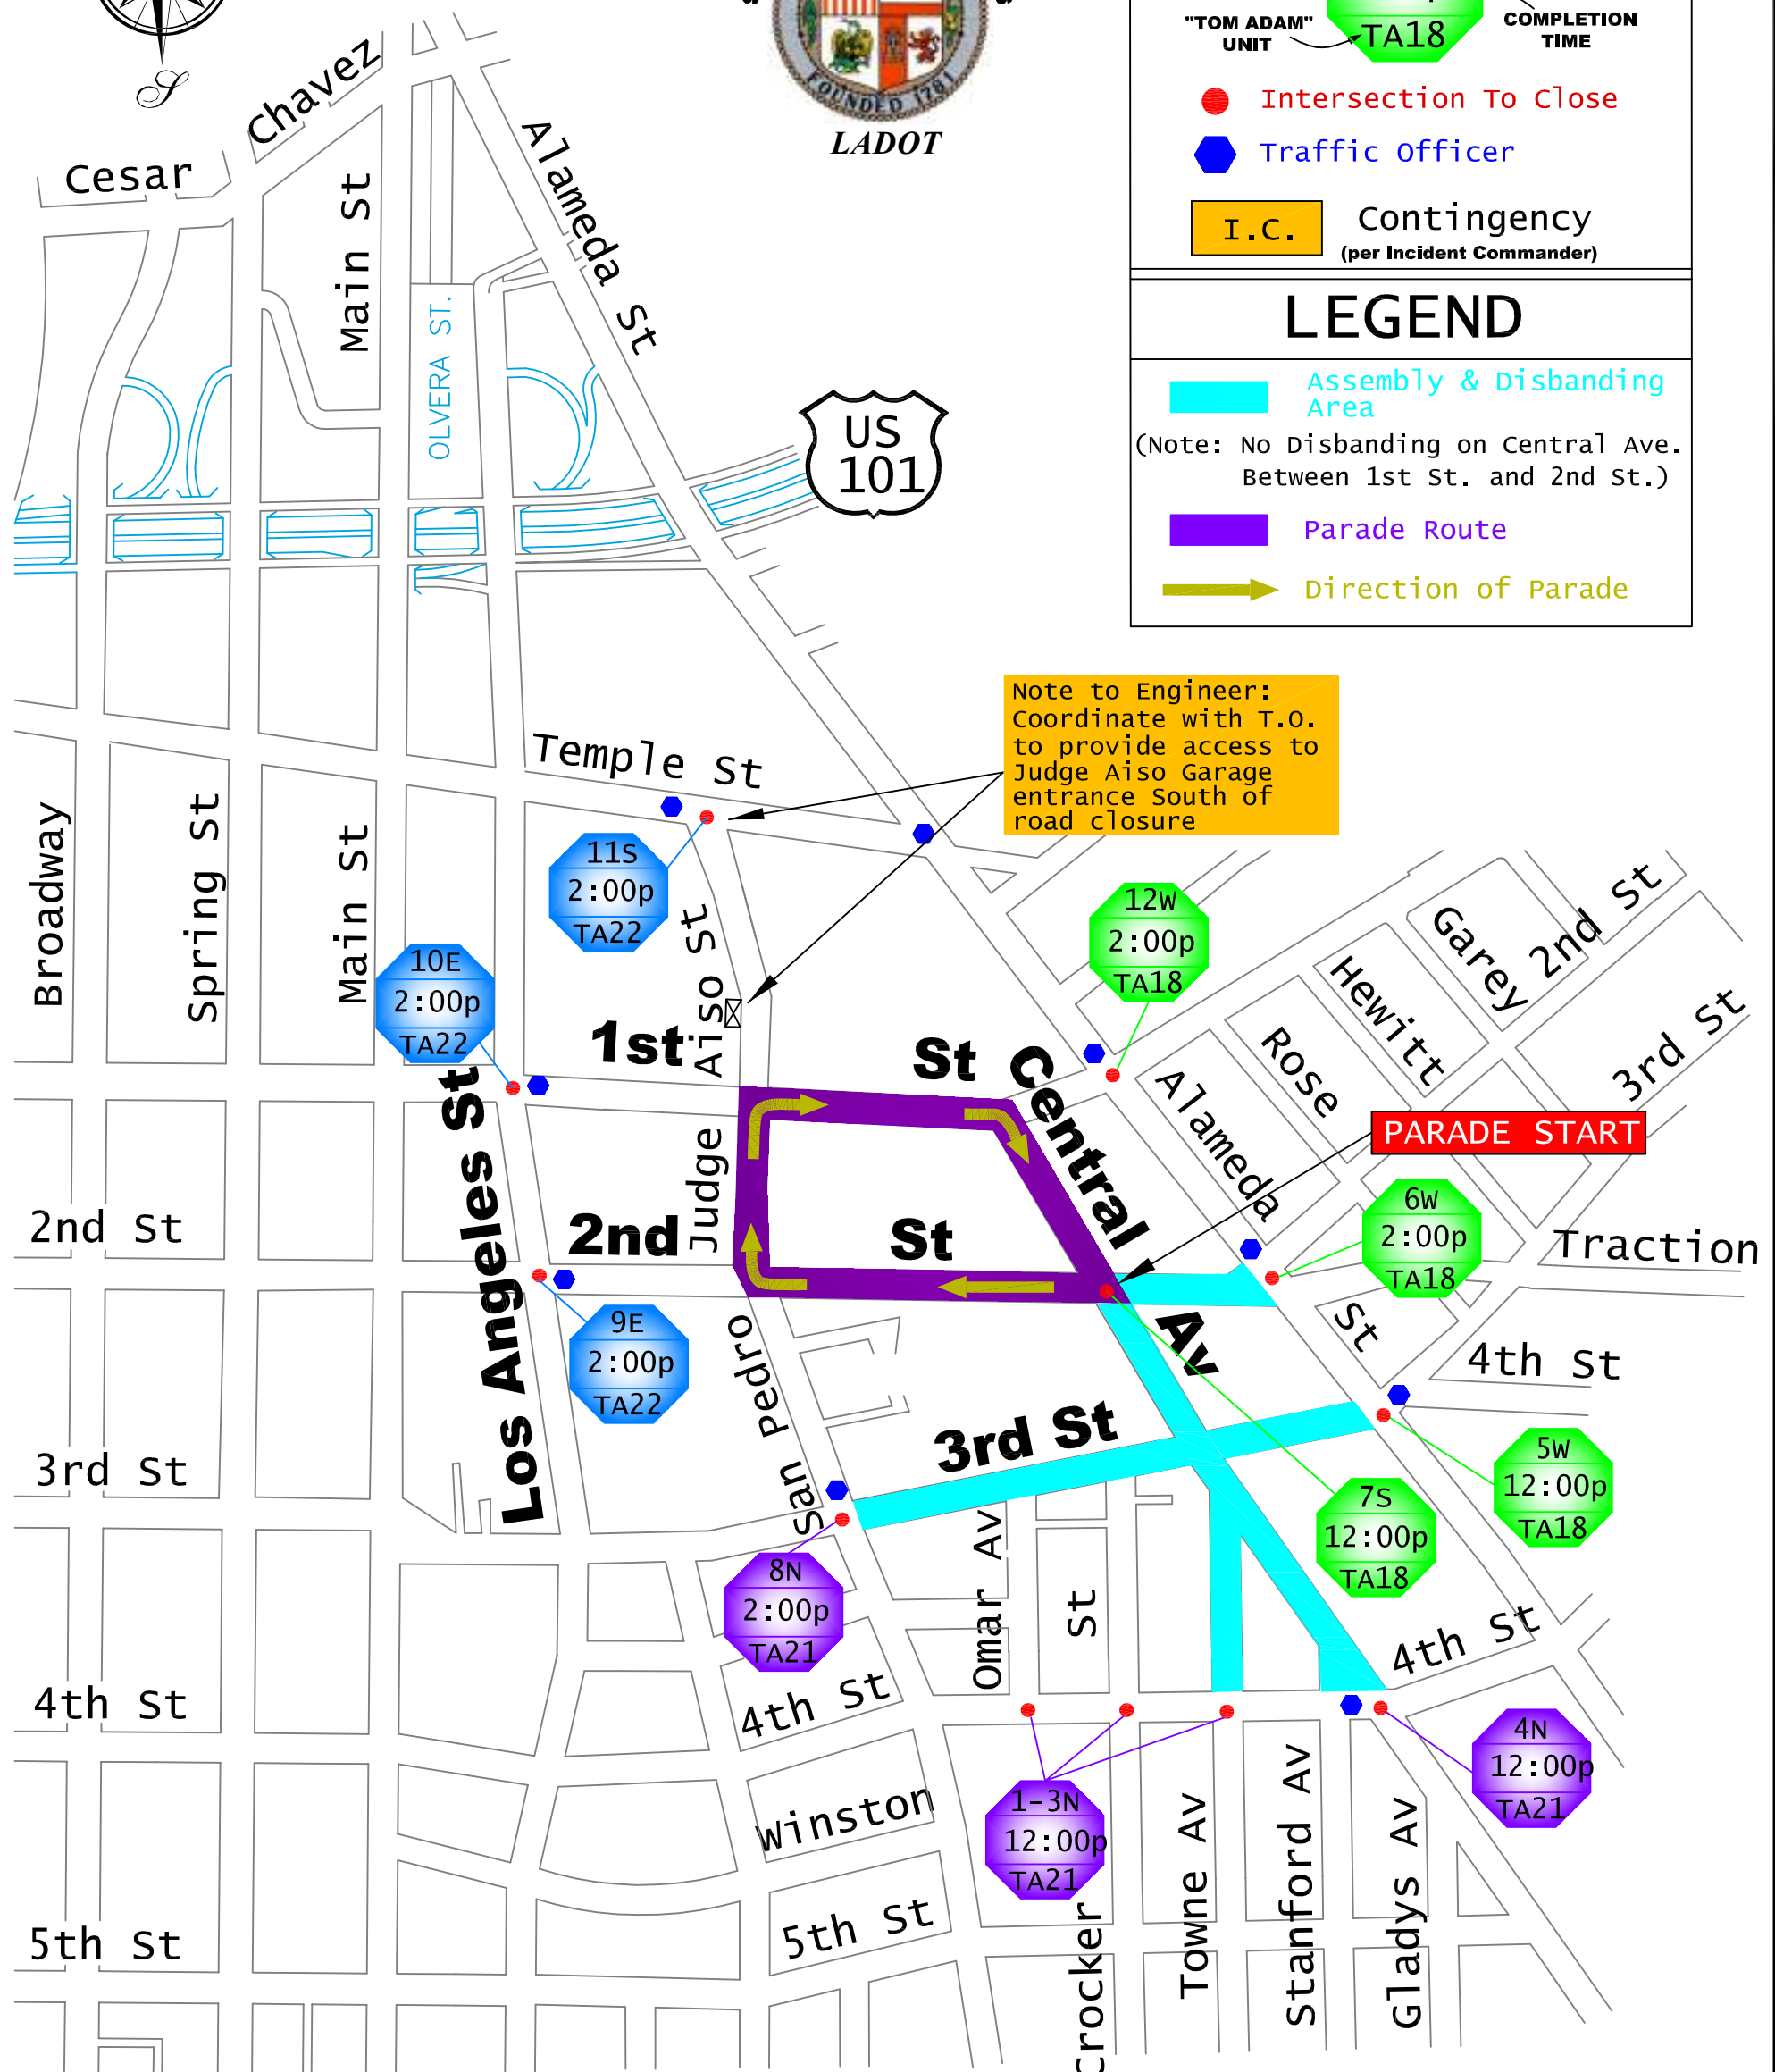 S
Cesar
Chavez
Main St
Alameda St
OLVERA ST.
FOUNDED 1781
LADOT
"TOM ADAM"
UNIT
TA18
COMPLETION
TIME
Intersection To Close
Traffic Officer
I.C.
Contingency
(per Incident Commander)
LEGEND
Assembly & Disbanding
Area
(Note: No Disbanding on Central Ave.
Between 1st St. and 2nd St.)
Parade Route
Direction of Parade
US
101
Note to Engineer:
Coordinate with T.O.
to provide access to
Judge Aiso Garage
entrance South of
road closure
Temple St
Broadway
Spring St
Main St
11S
2:00p
TA22
10E
2:00p
TA22
12W
2:00p
TA18
Judge Aiso St
1st St
Central Av
Alameda St
Rose
Hewitt
Garey
2nd St
3rd St
PARADE START
6W
2:00p
TA18
Traction
2nd St
Los Angeles St
2nd St
9E
2:00p
TA22
San Pedro
4th St
3rd St
3rd St
5W
12:00p
TA18
7S
12:00p
TA18
8N
2:00p
TA21
Omar Av
St
4th St
4th St
4th St
4N
12:00p
TA21
1-3N
12:00p
TA21
Winston
5th St
5th St
Crocker
Towne Av
Stanford Av
Gladys Av